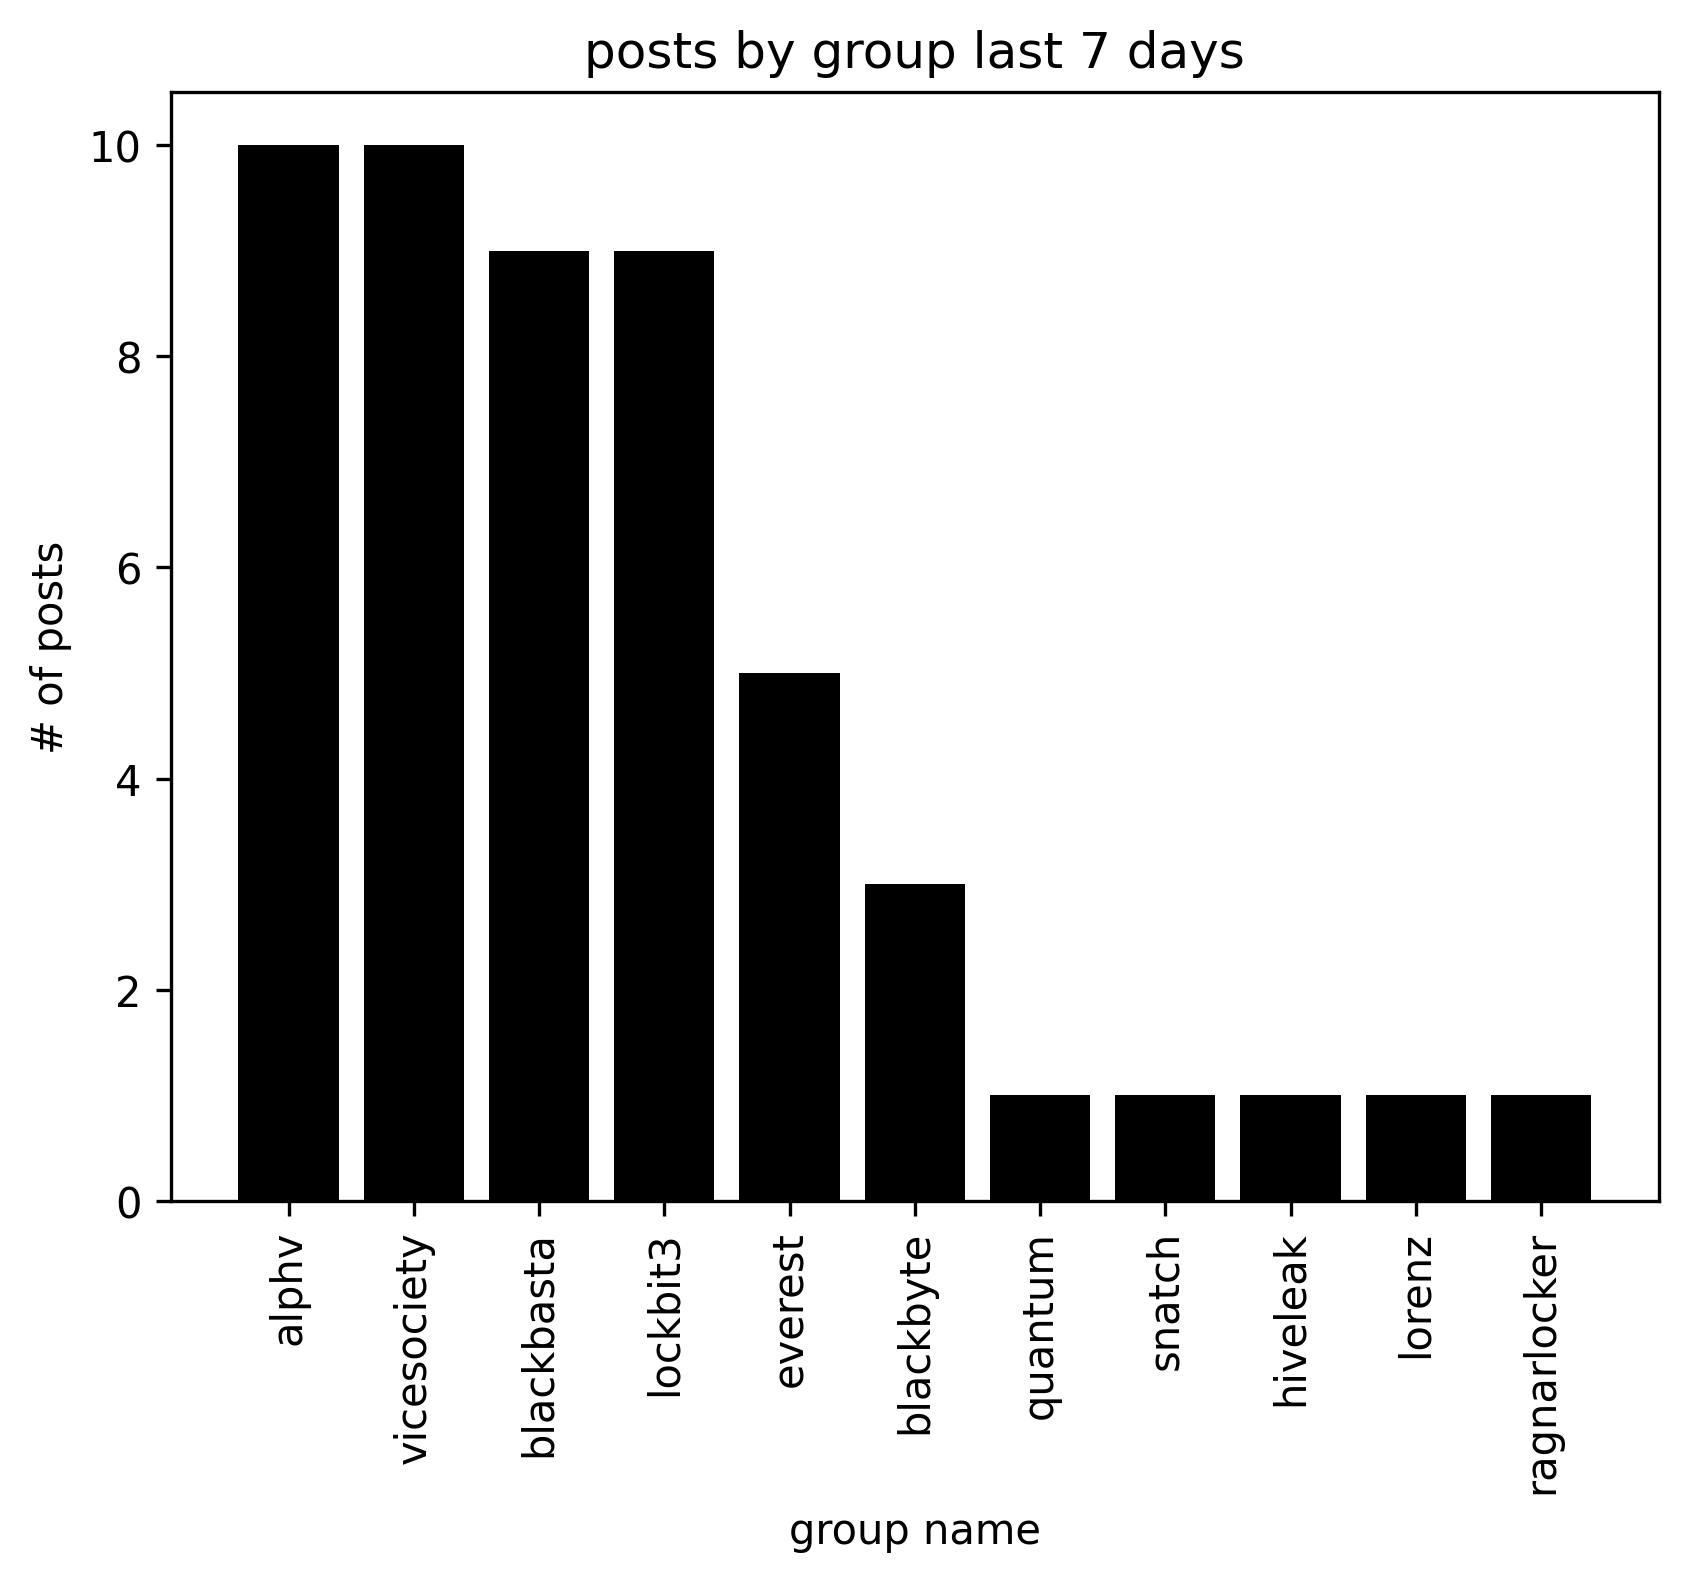 posts by group last 7 days
# of posts
10
8
6
4
2
0
alphv
vicesociety
blackbasta
lockbit3
everest
blackbyte
quantum
snatch
hiveleak
lorenz
ragnarlocker
group name